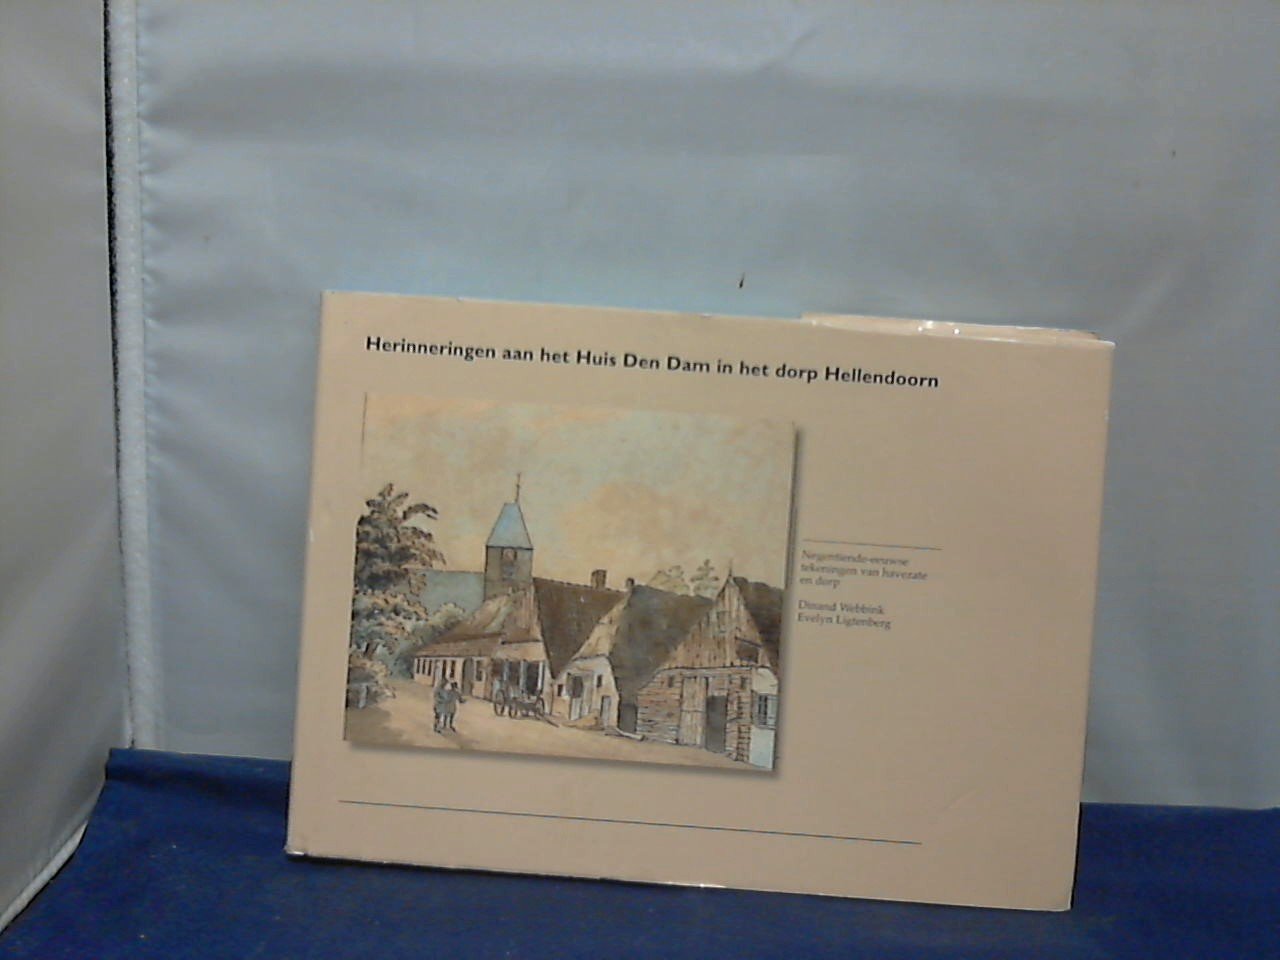 Herinneringen aan het Huis Den Dam in het dorp Hellendoorn
Negentiende-eeuwse
tekeningen van havezate
en dorp
Dinand Webbink
Evelyn Ligtenberg